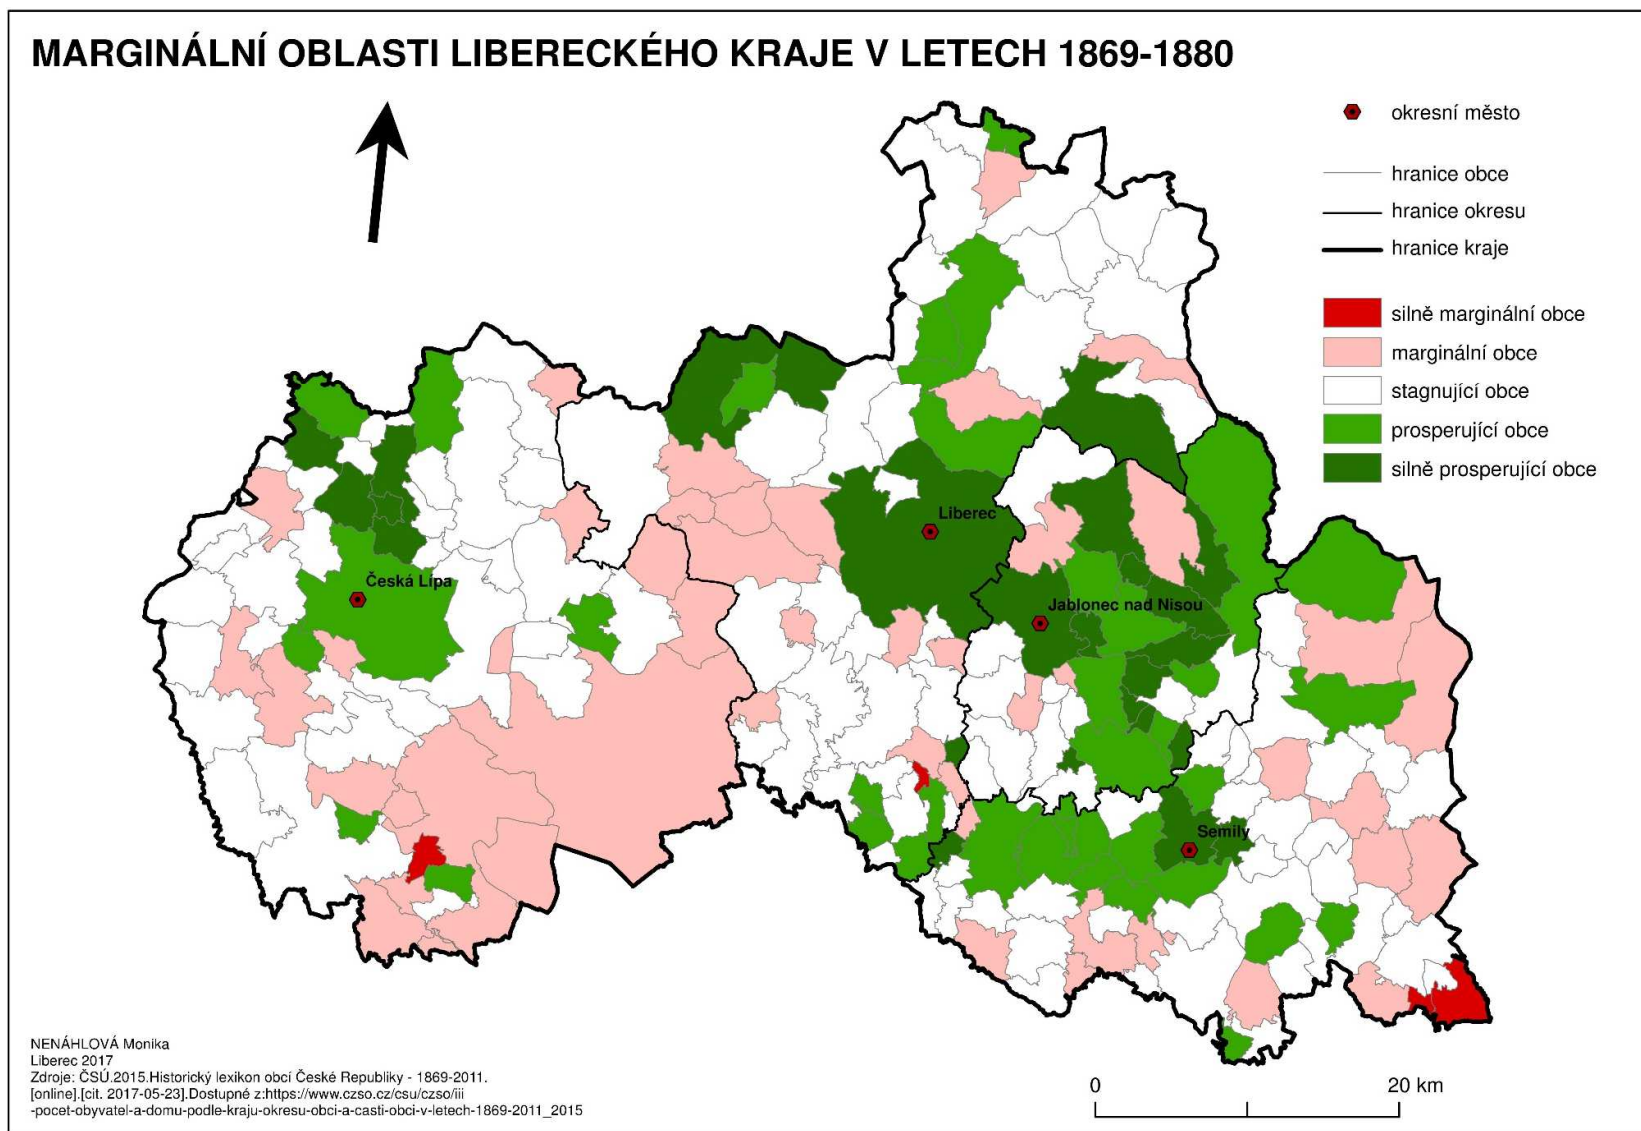 MARGINÁLNÍ OBLASTI LIBERECKÉHO KRAJE V LETECH 1869-1880
okresní město
hranice obce
hranice okresu
hranice kraje
silně marginální obce
marginální obce
stagnující obce
prosperující obce
silně prosperující obce
Liberec
Česká Lípa
Jablonec nad Nisou
Semily
NENÁHLOVÁ Monika
Liberec 2017
Zdroje: ČSÚ.2015.Historický lexikon obcí České Republiky - 1869-2011.
[online].[cit. 2017-05-23].Dostupné z:https://www.czso.cz/csu/czso/iii
-pocet-obyvatel-a-domu-podle-kraju-okresu-obci-a-casti-obci-v-letech-1869-2011_2015
0 20 km